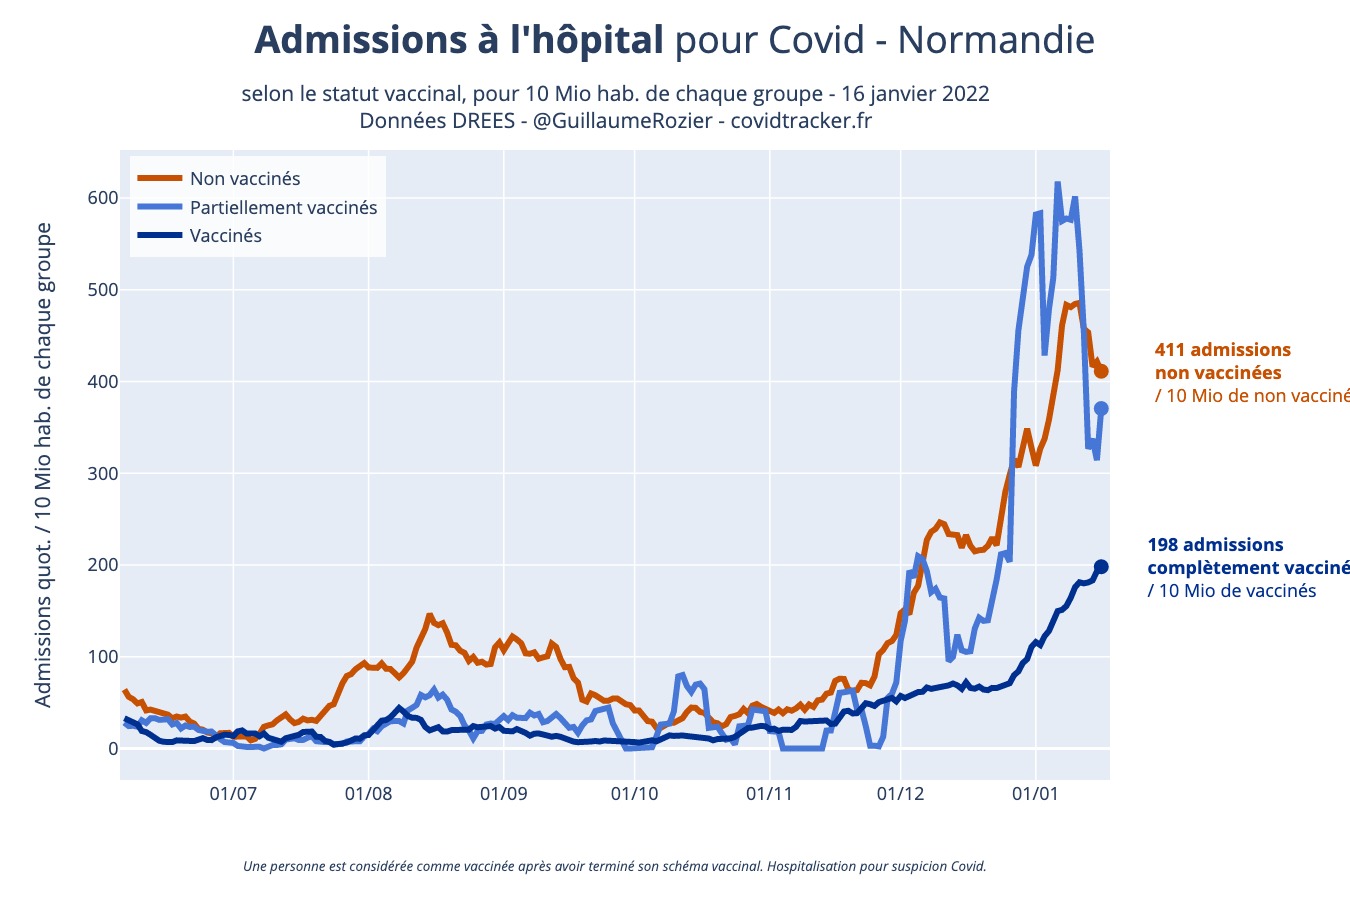 Admissions à l'hôpital pour Covid - Normandie
selon le statut vaccinal, pour 10 Mio hab. de chaque groupe - 16 janvier 2022
Données DREES - @GuillaumeRozier - covidtracker.fr
Non vaccinés
Partiellement vaccinés
Vaccinés
Admissions quot. / 10 Mio hab. de chaque groupe
600
500
400
300
200
100
0
01/07
01/08
01/09
01/10
01/11
01/12
01/01
411 admissions
non vaccinées
/ 10 Mio de non vacciné
198 admissions
complètement vacciné
/ 10 Mio de vaccinés
Une personne est considérée comme vaccinée après avoir terminé son schéma vaccinal. Hospitalisation pour suspicion Covid.